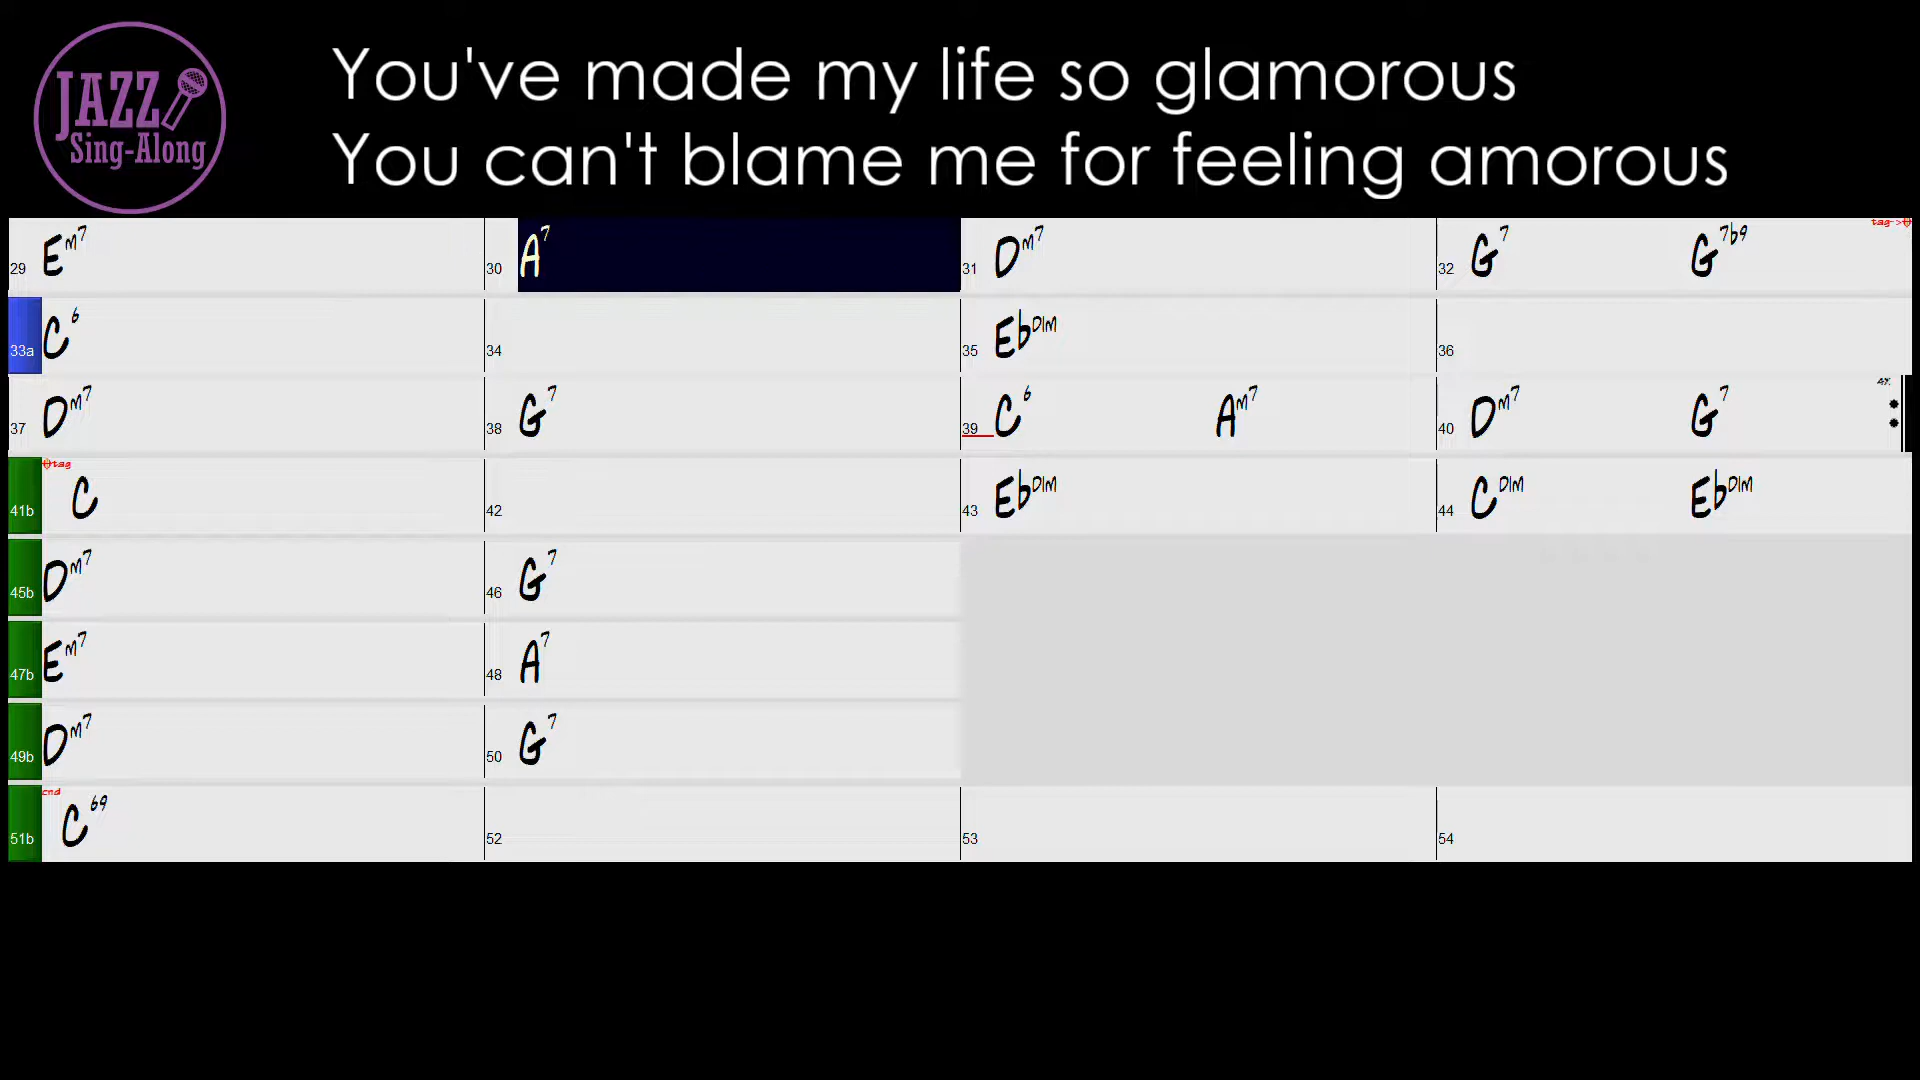 JAZZ
Sing-Along
You've made my life so glamorous
You can't blame me for feeling amorous
29 Em7 30 A7 31 Dm7 32 G7 G7b9 tag->
33a C6 34 35 EbDIM 36
37 Dm7 38 G7 39 C6 Am7 40 Dm7 G7
41b tag C 42 43 EbDIM 44 CDIM EbDIM
45b Dm7 46 G7
47b Em7 48 A7
49b Dm7 50 G7
51b end C69 52 53 54